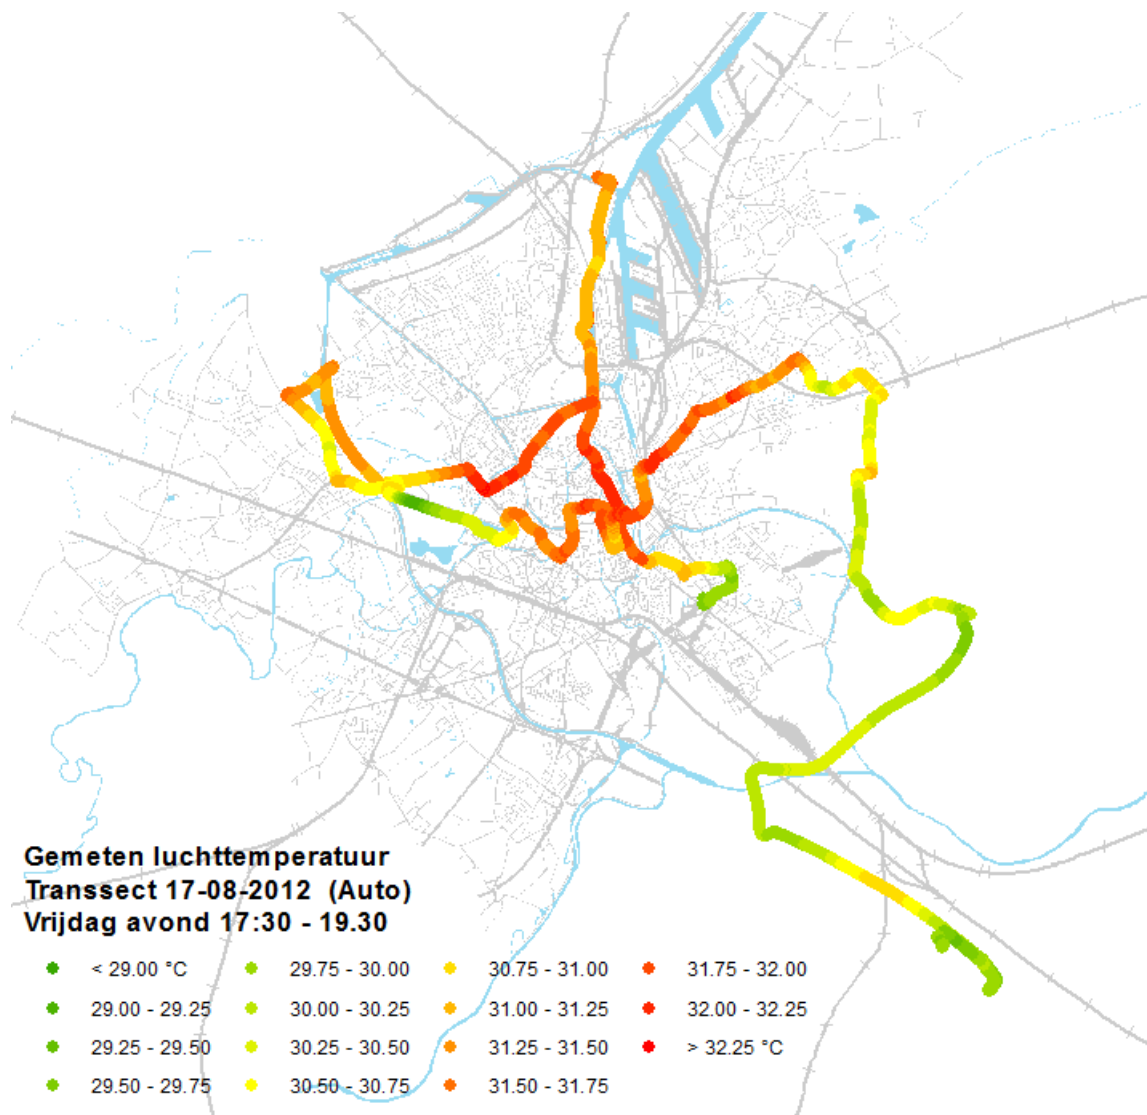 Gemeten luchttemperatuur
Transsect 17-08-2012 (Auto)
Vrijdag avond 17:30 - 19.30
< 29.00 °C
29.00 - 29.25
29.25 - 29.50
29.50 - 29.75
29.75 - 30.00
30.00 - 30.25
30.25 - 30.50
30.50 - 30.75
30.75 - 31.00
31.00 - 31.25
31.25 - 31.50
31.50 - 31.75
31.75 - 32.00
32.00 - 32.25
> 32.25 °C